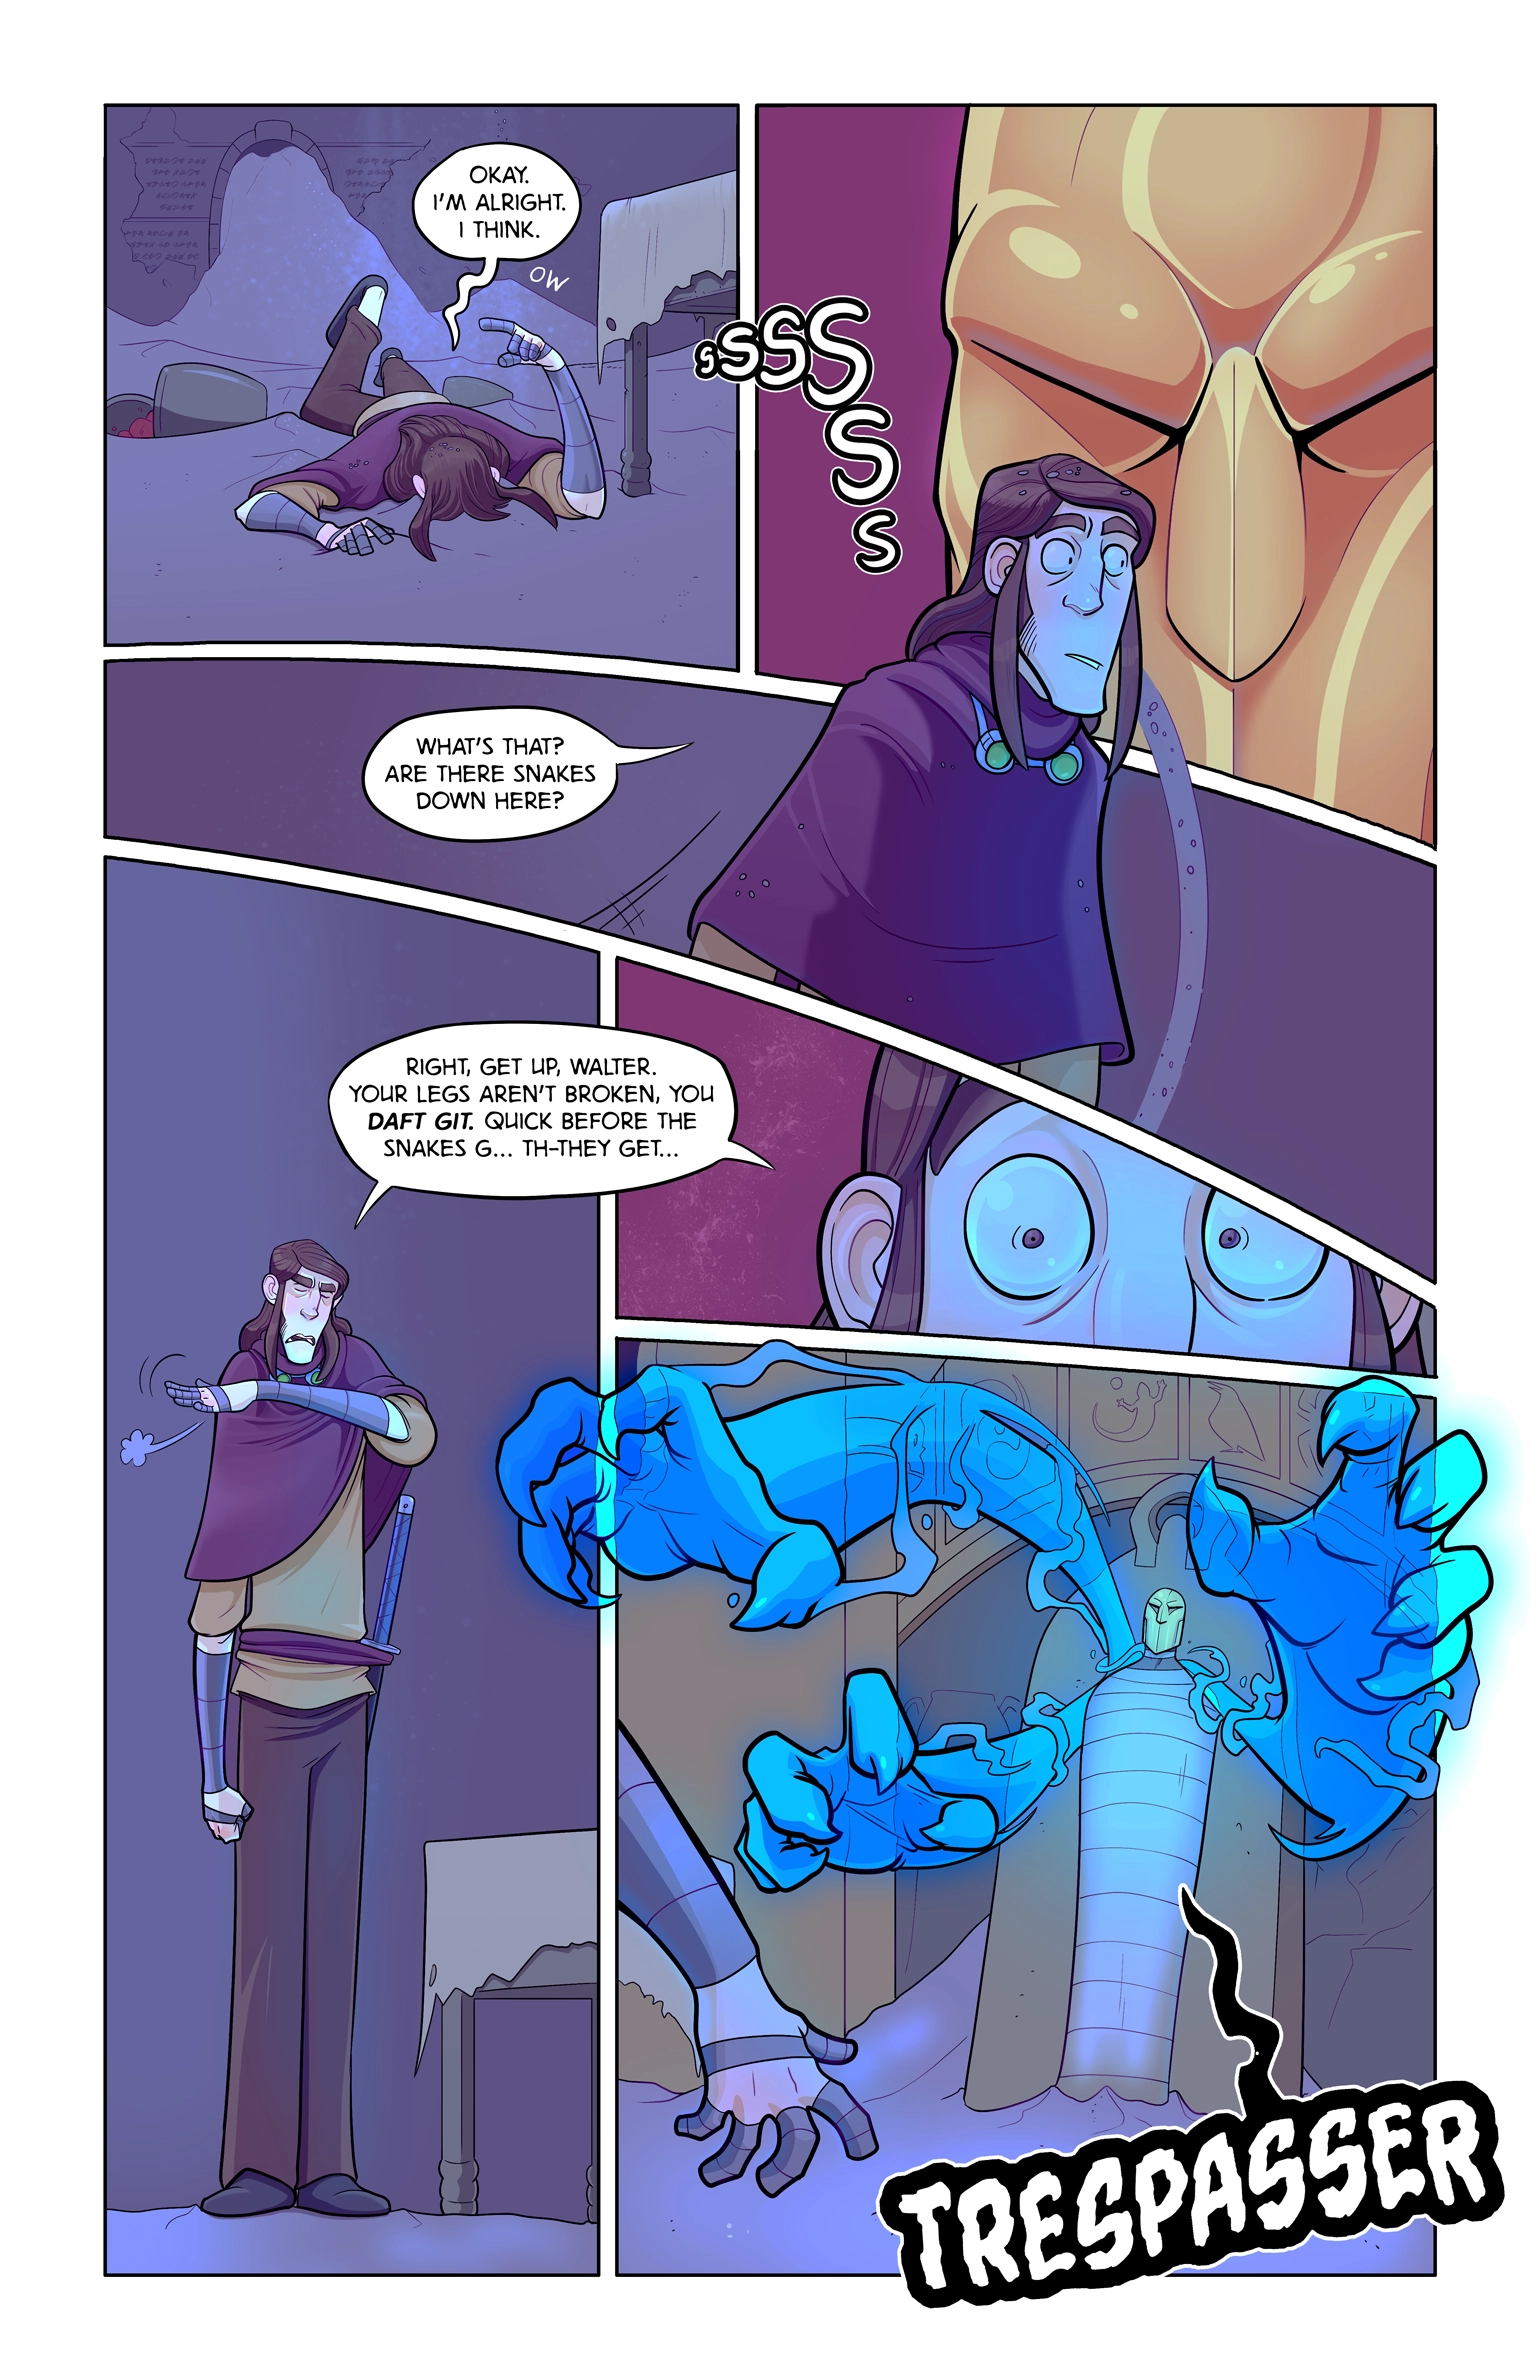 OKAY.
I'M ALRIGHT.
I THINK.
OW
SSSSSS
WHAT'S THAT?
ARE THERE SNAKES
DOWN HERE?
RIGHT, GET UP, WALTER.
YOUR LEGS AREN'T BROKEN, YOU
DAFT GIT. QUICK BEFORE THE
SNAKES G... TH-THEY GET...
TRESPASSER